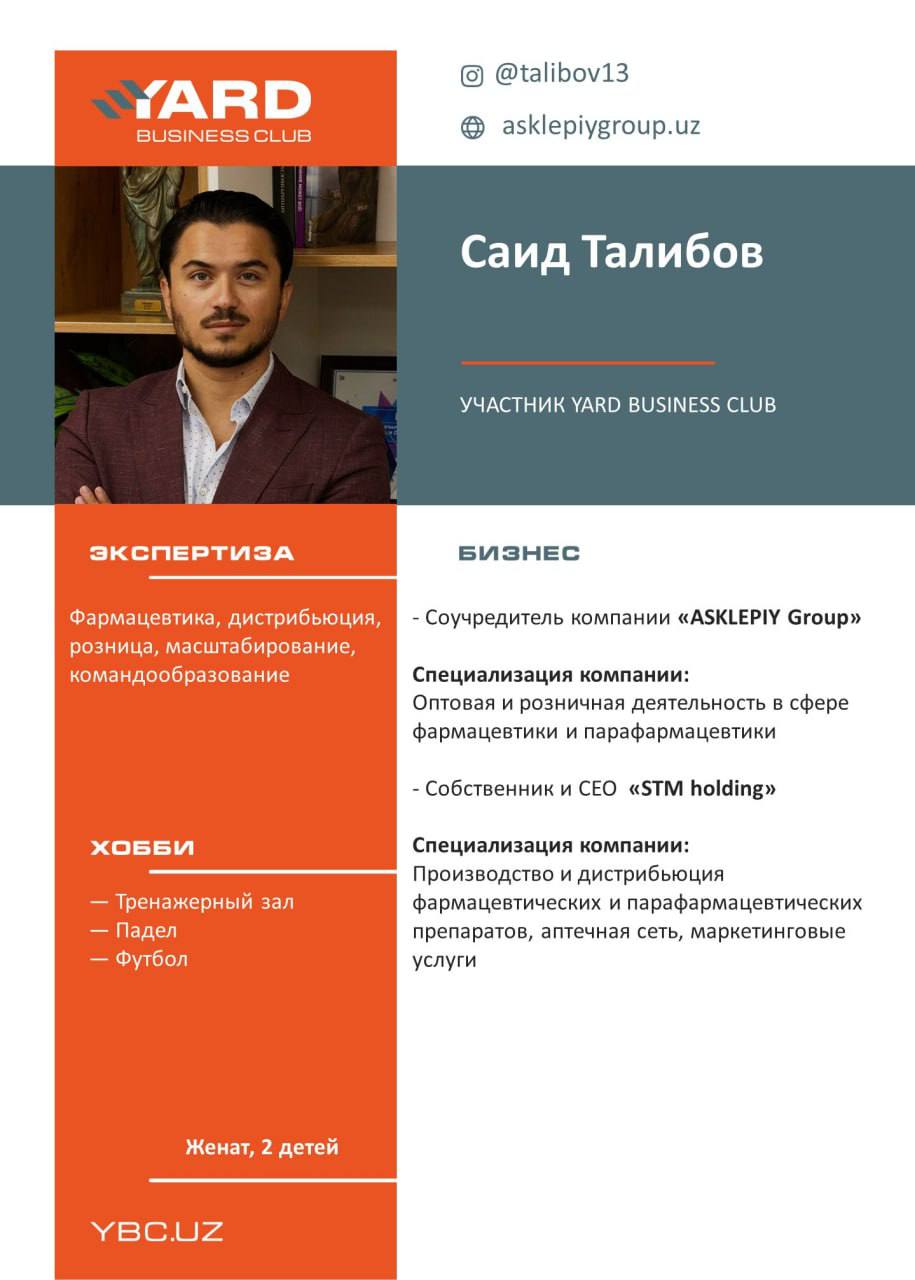 YARD
BUSINESS CLUB
@talibov13
asklepiygroup.uz
Саид Талибов
УЧАСТНИК YARD BUSINESS CLUB
ЭКСПЕРТИЗА
Фармацевтика, дистрибьюция,
розница, масштабирование,
командообразование
ХОББИ
— Тренажерный зал
— Падел
— Футбол
Женат, 2 детей
YBC.UZ
БИЗНЕС
- Соучредитель компании «ASKLEPIY Group»
Специализация компании:
Оптовая и розничная деятельность в сфере
фармацевтики и парафармацевтики
- Собственник и CEO «STM holding»
Специализация компании:
Производство и дистрибьюция
фармацевтических и парафармацевтических
препаратов, аптечная сеть, маркетинговые
услуги